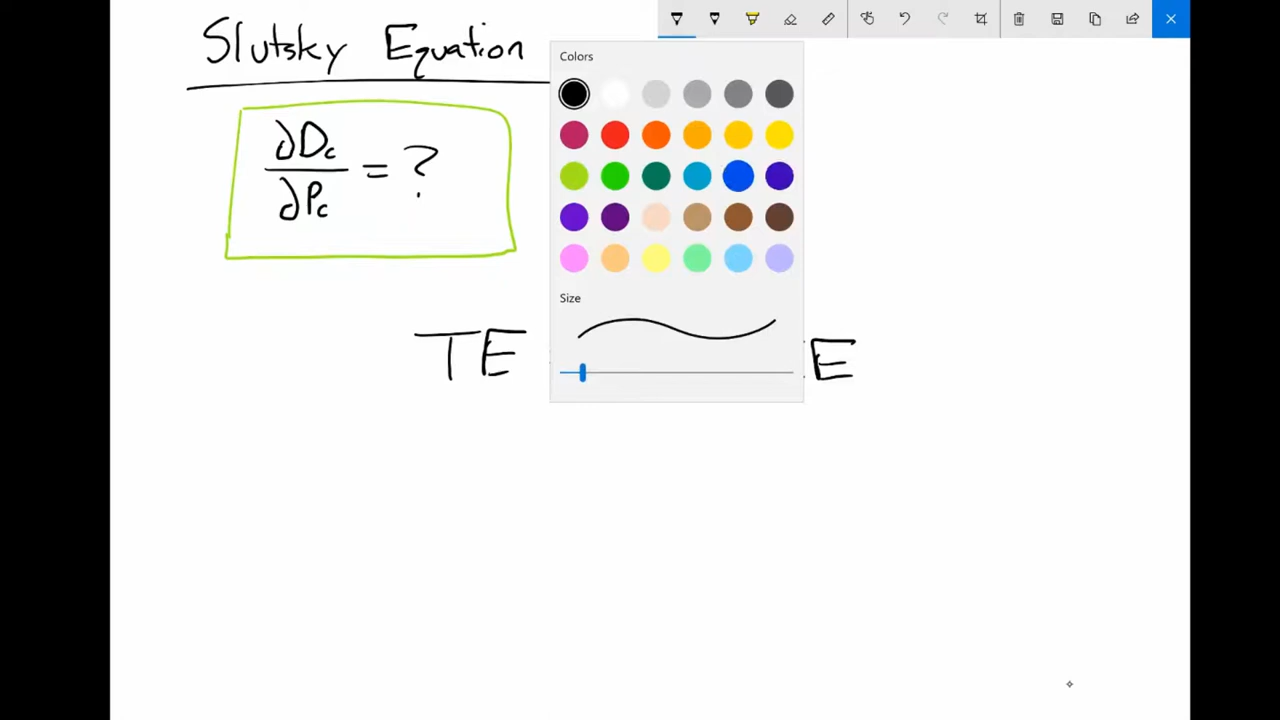 Slutsky Equation
Colors
∂Dc/∂Pc = ?
Size
TE E